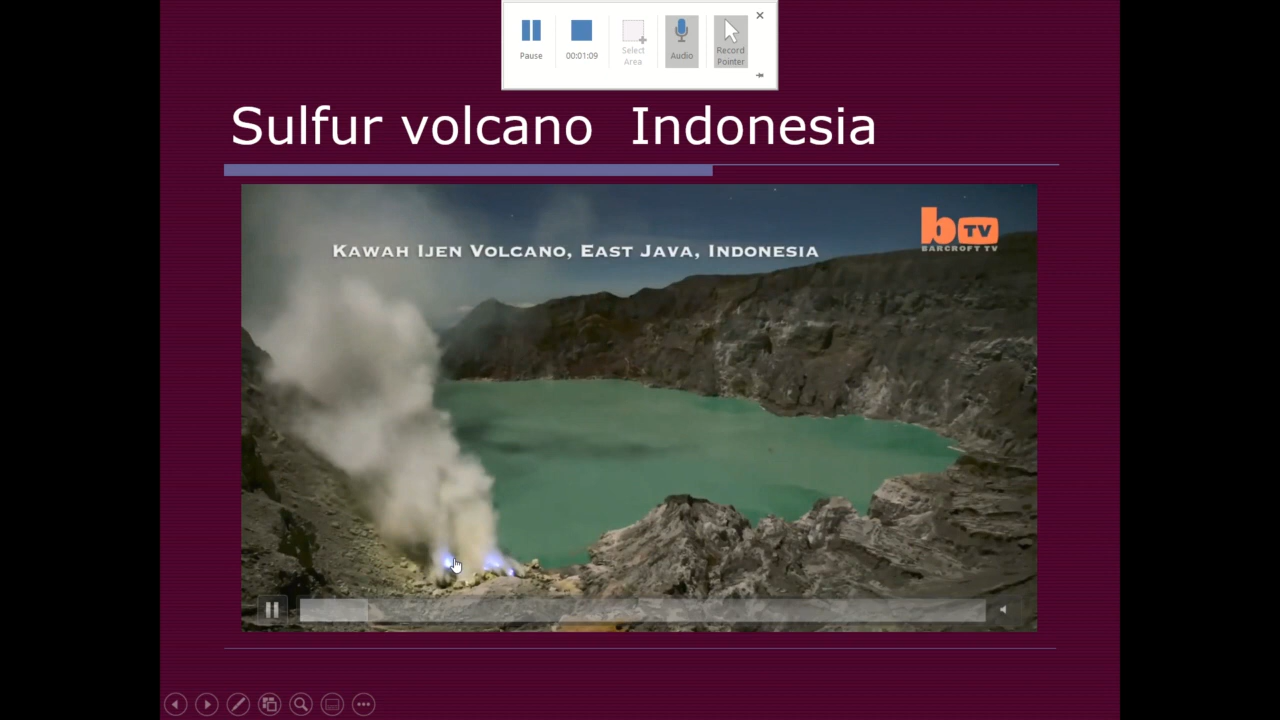 Pause
00:01:09
Select
Area
Audio
Record
Pointer
Sulfur volcano Indonesia
b TV
BARCROFT TV
KAWAH IJEN VOLCANO, EAST JAVA, INDONESIA